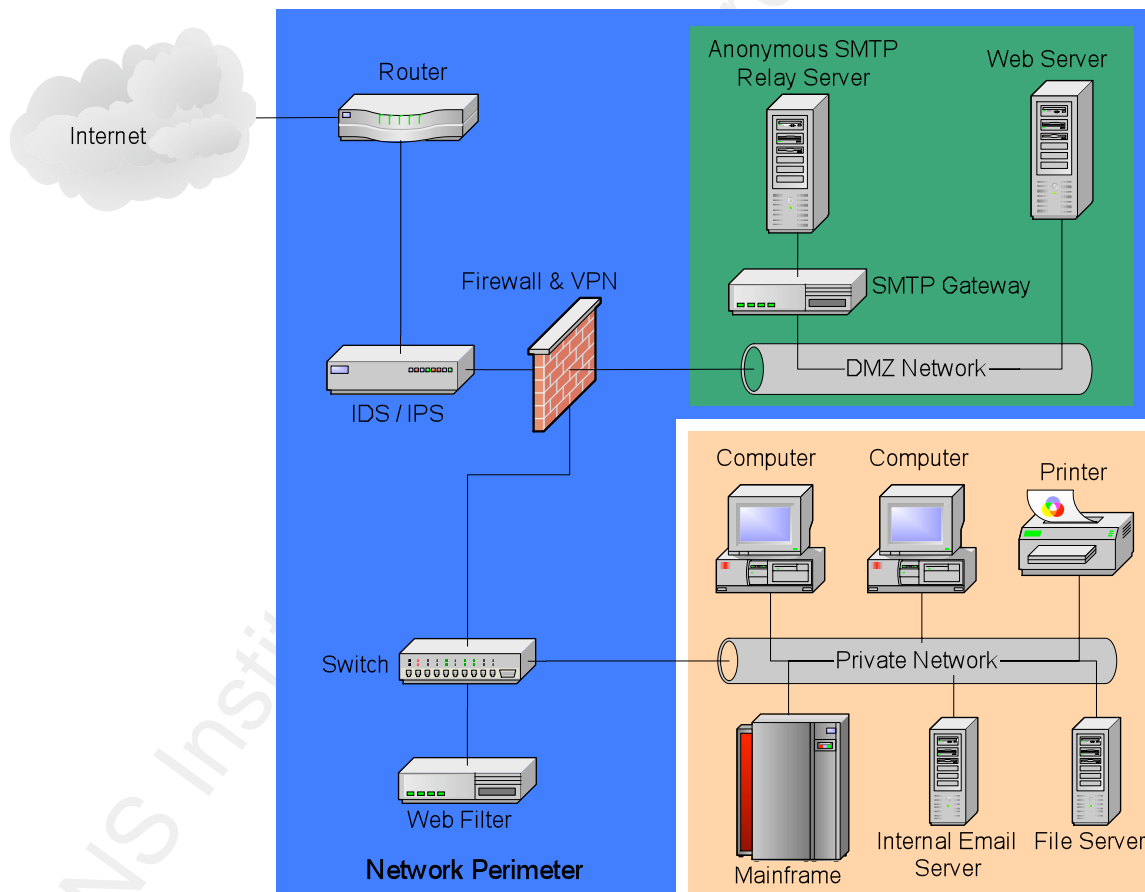 Internet
Router
Anonymous SMTP
Relay Server
Web Server
Firewall & VPN
SMTP Gateway
DMZ Network
IDS / IPS
Computer
Computer
Printer
Switch
Private Network
Web Filter
Network Perimeter
Mainframe
Internal Email
Server
File Server